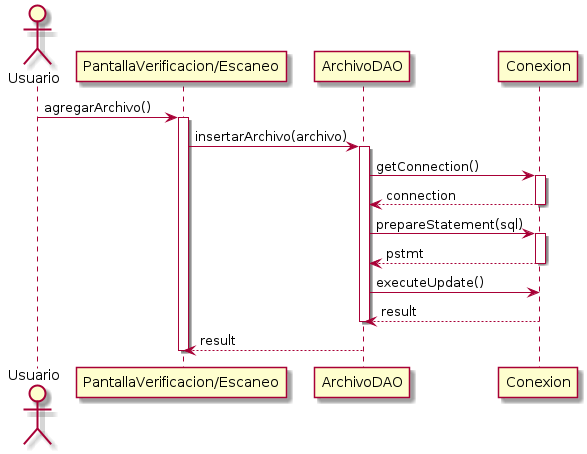 Usuario
PantallaVerificacion/Escaneo
ArchivoDAO
Conexion
agregarArchivo()
insertarArchivo(archivo)
getConnection()
connection
prepareStatement(sql)
pstmt
executeUpdate()
result
result
Usuario
PantallaVerificacion/Escaneo
ArchivoDAO
Conexion